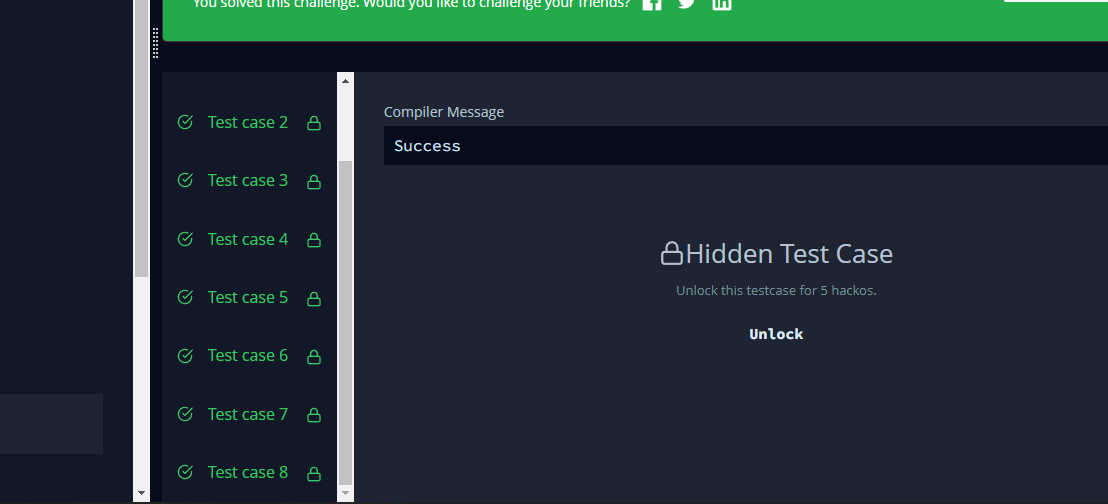 You solved this challenge. Would you like to challenge your friends?
Test case 2
Test case 3
Test case 4
Test case 5
Test case 6
Test case 7
Test case 8
Compiler Message
Success
Hidden Test Case
Unlock this testcase for 5 hackos.
Unlock